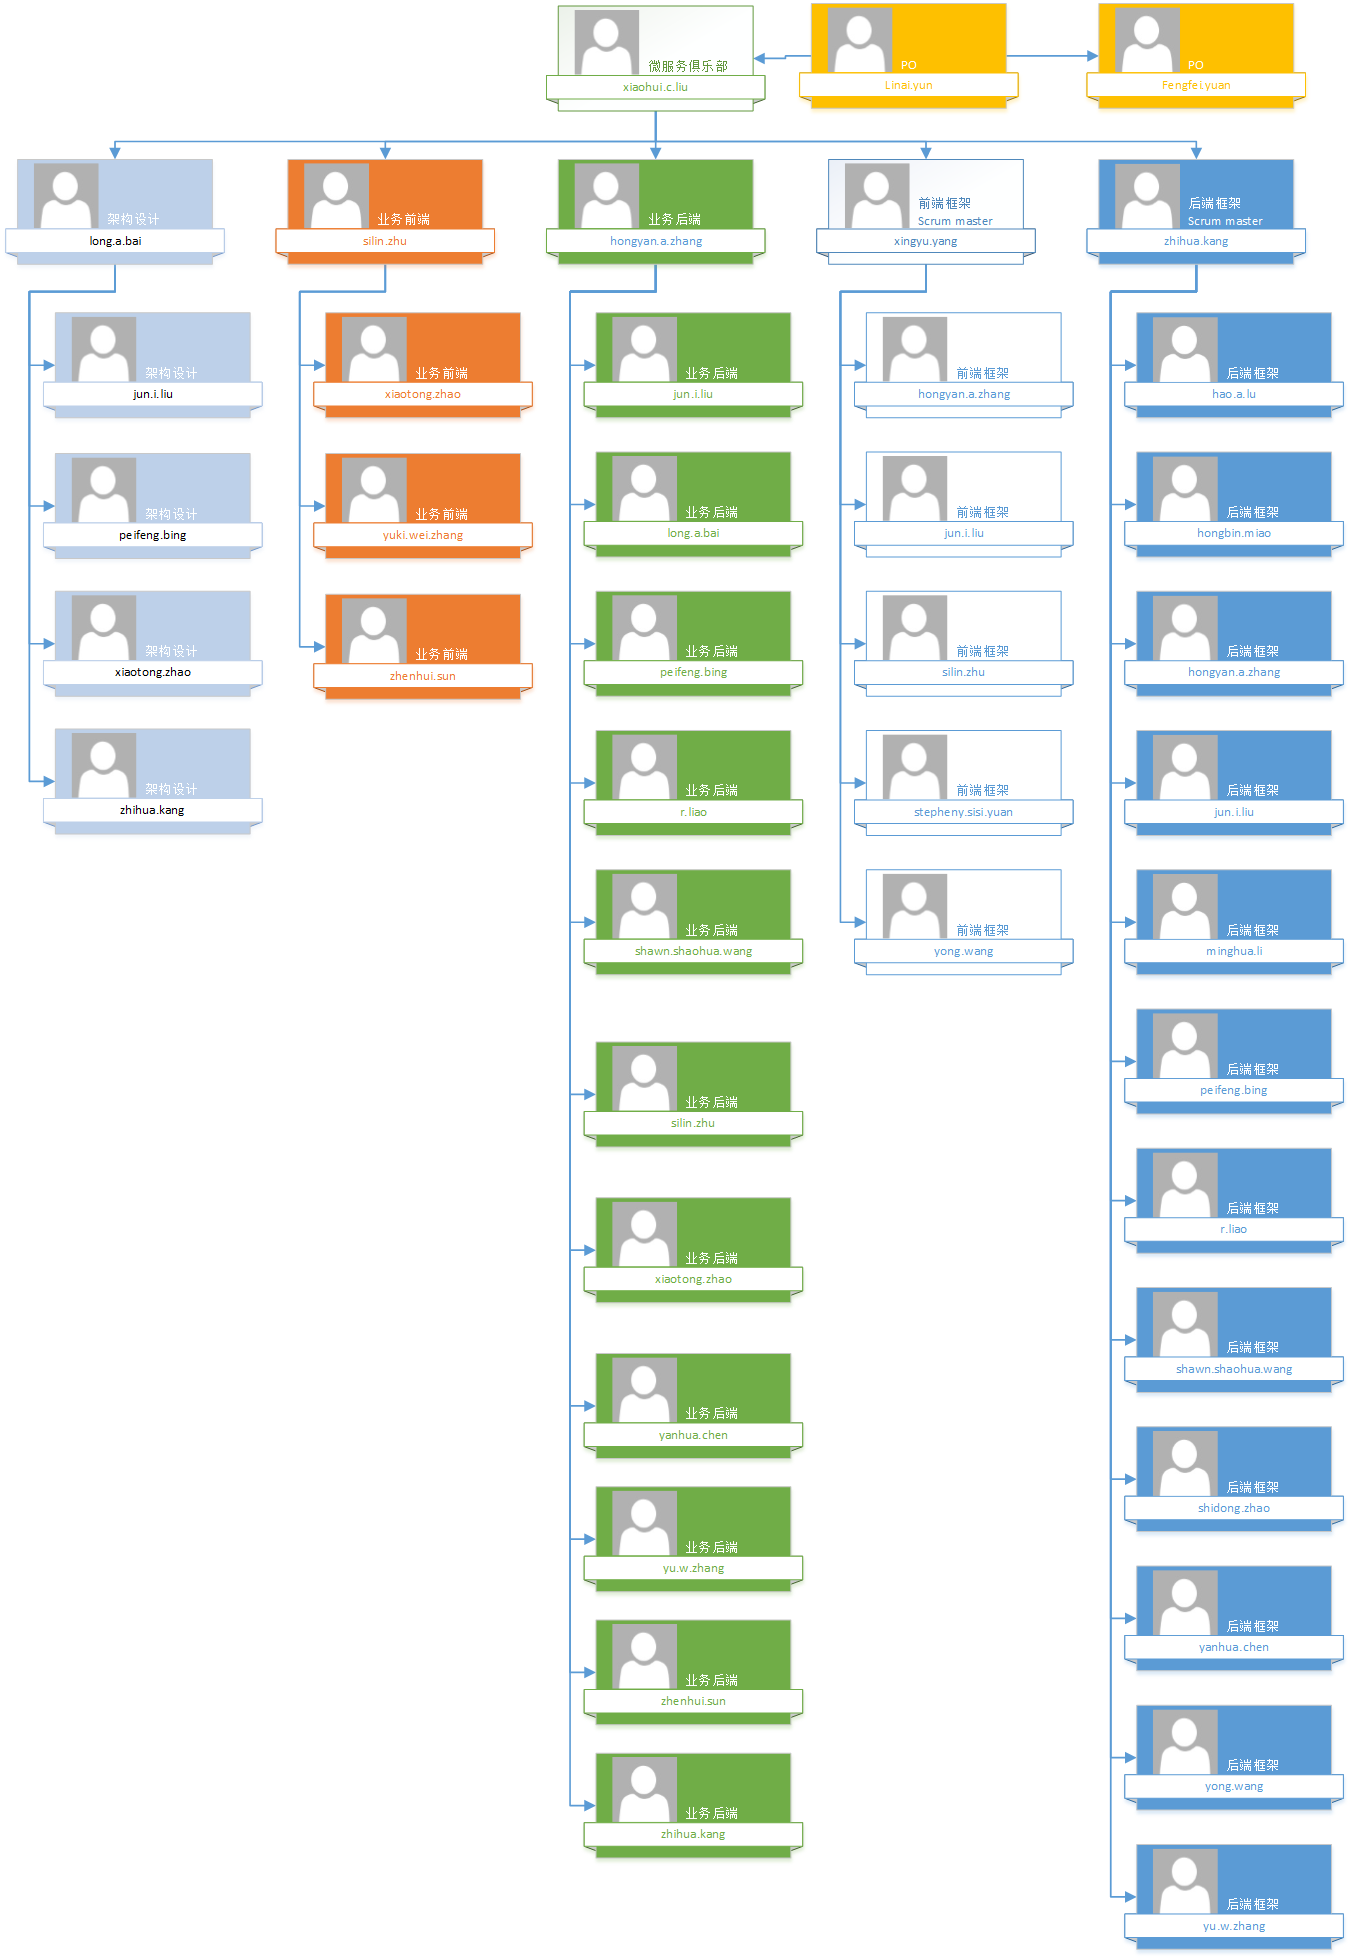 微服务俱乐部
xiaohui.c.liu
PO
Linai.yun
PO
Fengfei.yuan
架构设计
long.a.bai
业务前端
silin.zhu
业务后端
hongyan.a.zhang
前端框架
Scrum master
xingyu.yang
后端框架
Scrum master
zhihua.kang
架构设计
jun.i.liu
架构设计
peifeng.bing
架构设计
xiaotong.zhao
架构设计
zhihua.kang
业务前端
xiaotong.zhao
业务前端
yuki.wei.zhang
业务前端
zhenhui.sun
业务后端
jun.i.liu
业务后端
long.a.bai
业务后端
peifeng.bing
业务后端
r.liao
业务后端
shawn.shaohua.wang
业务后端
silin.zhu
业务后端
xiaotong.zhao
业务后端
yanhua.chen
业务后端
yu.w.zhang
业务后端
zhenhui.sun
业务后端
zhihua.kang
前端框架
hongyan.a.zhang
前端框架
jun.i.liu
前端框架
silin.zhu
前端框架
stepheny.sisi.yuan
前端框架
yong.wang
后端框架
hao.a.lu
后端框架
hongbin.miao
后端框架
hongyan.a.zhang
后端框架
jun.i.liu
后端框架
minghua.li
后端框架
peifeng.bing
后端框架
r.liao
后端框架
shawn.shaohua.wang
后端框架
shidong.zhao
后端框架
yanhua.chen
后端框架
yong.wang
后端框架
yu.w.zhang